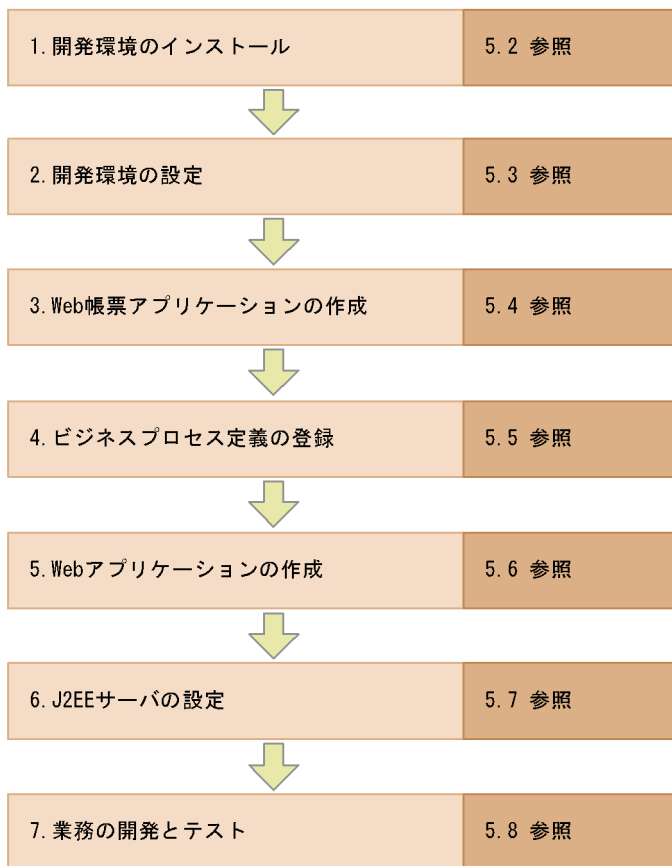 1.開発環境のインストール 5.2 参照
2.開発環境の設定 5.3 参照
3.Web帳票アプリケーションの作成 5.4 参照
4.ビジネスプロセス定義の登録 5.5 参照
5.Webアプリケーションの作成 5.6 参照
6.J2EEサーバの設定 5.7 参照
7.業務の開発とテスト 5.8 参照